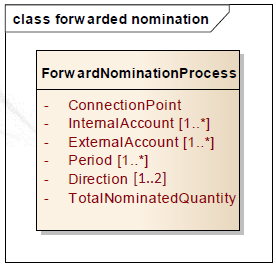 class forwarded nomination
ForwardNominationProcess
- ConnectionPoint
- InternalAccount [1..*]
- ExternalAccount [1..*]
- Period [1..*]
- Direction [1..2]
- TotalNominatedQuantity